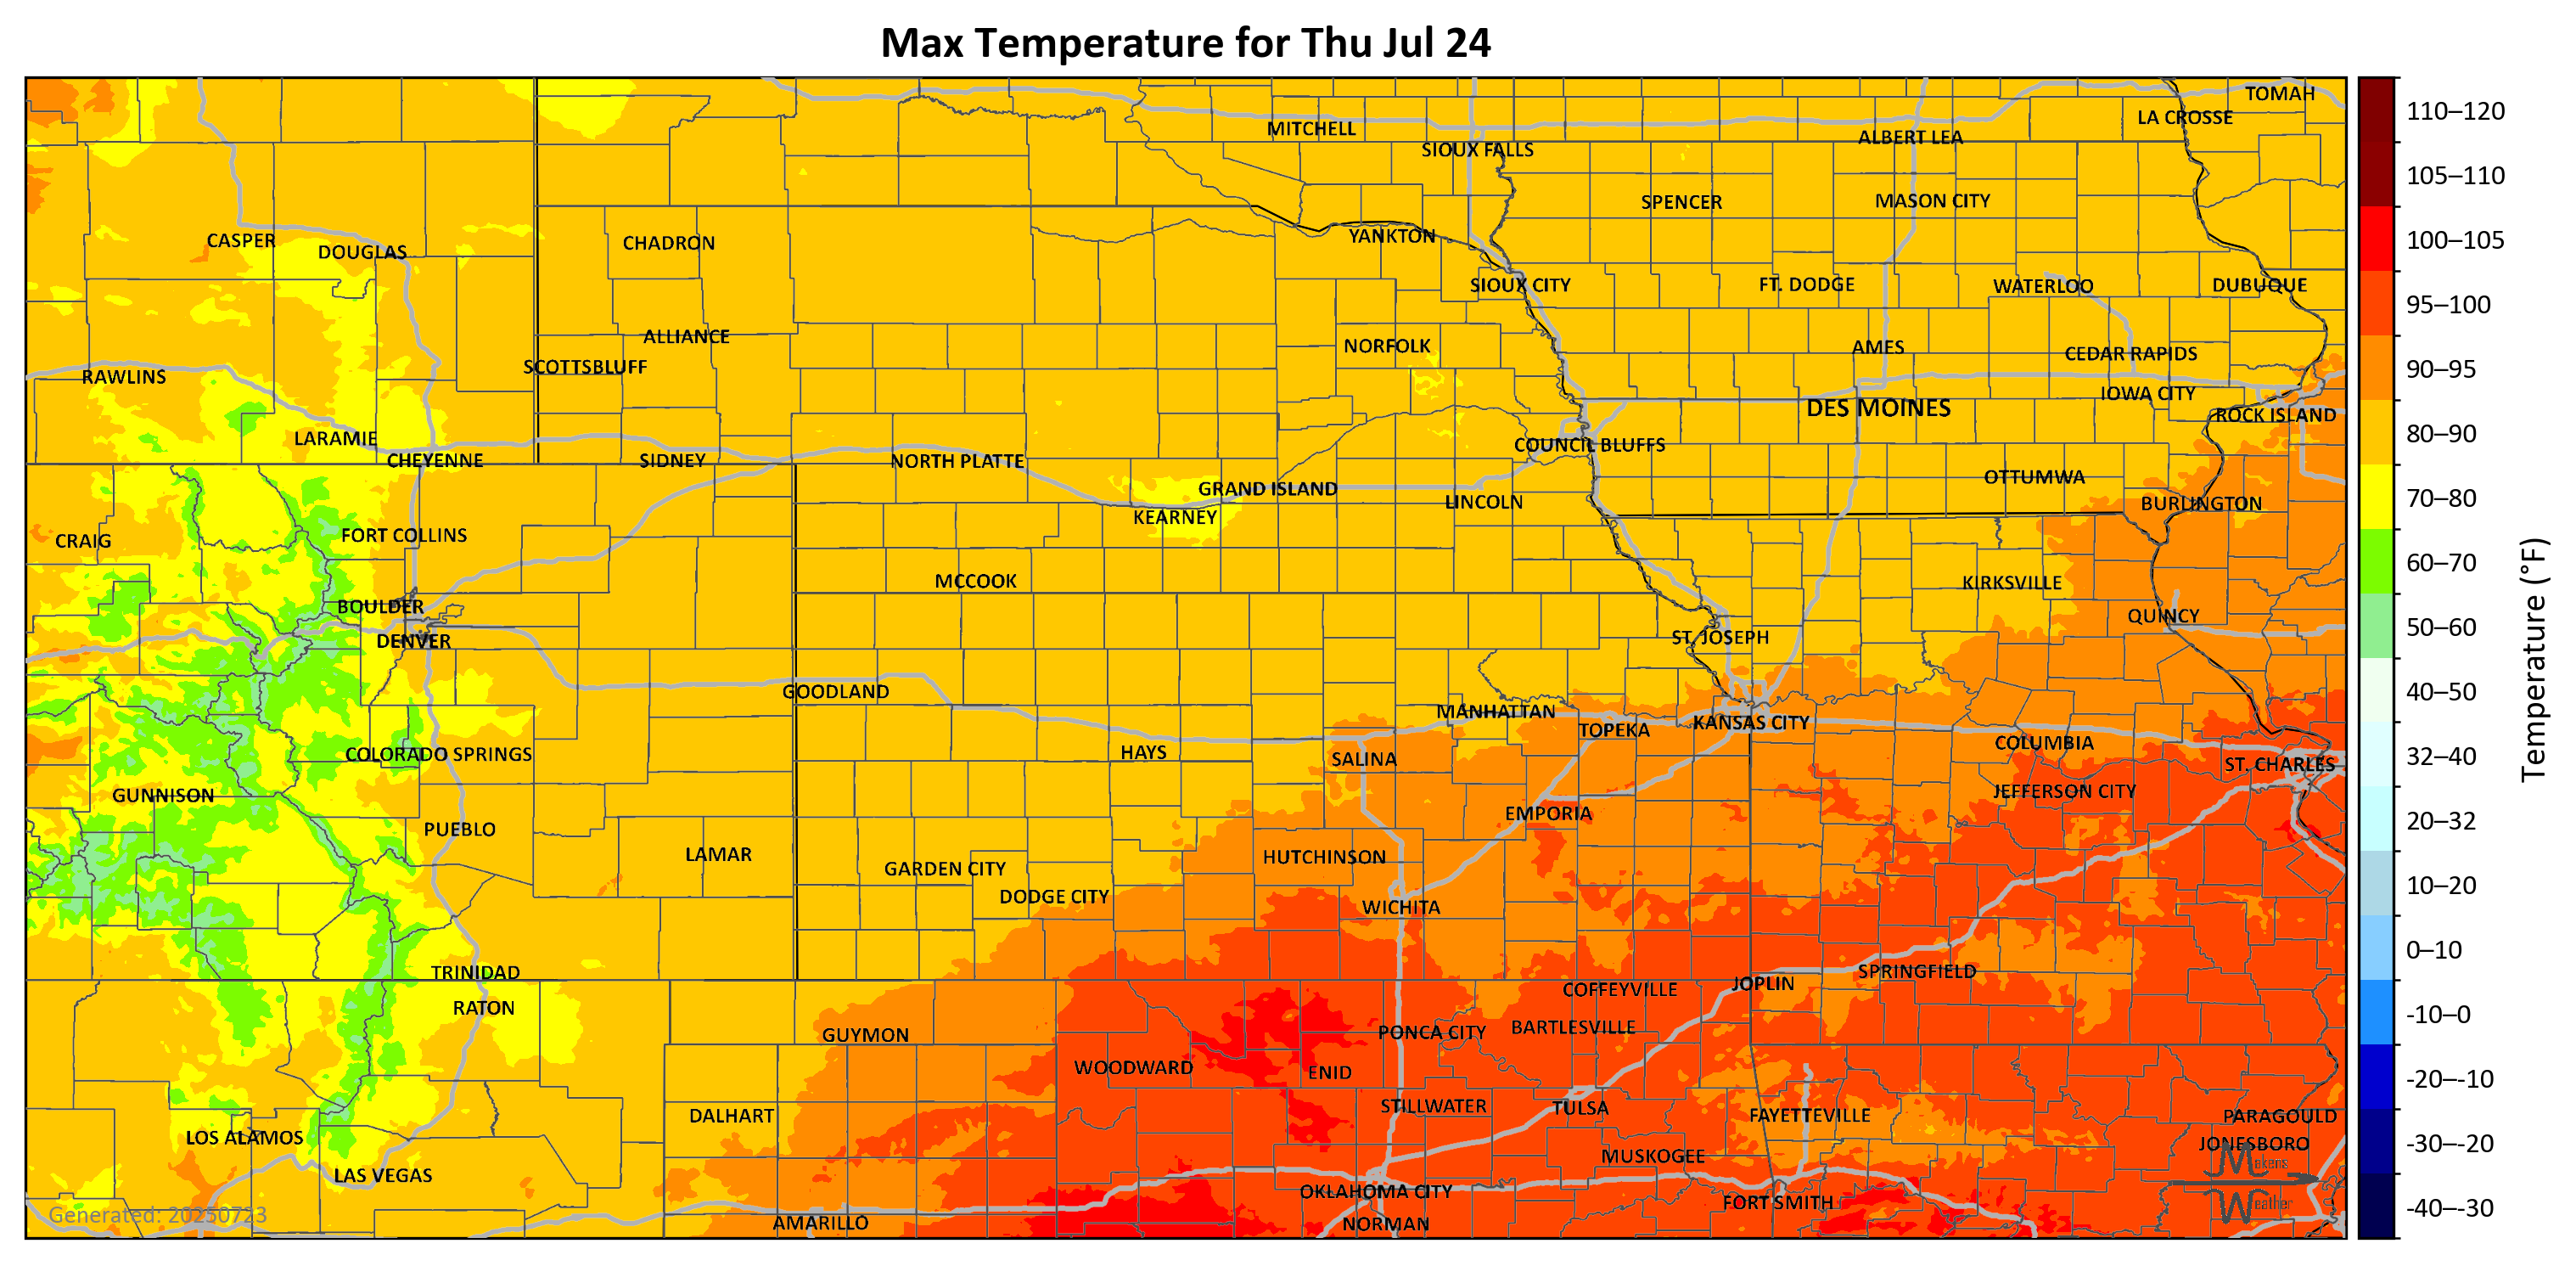 Max Temperature for Thu Jul 24
TOMAH
LA CROSSE
MITCHELL
ALBERT LEA
SIOUX FALLS
SPENCER
MASON CITY
CASPER
DOUGLAS
CHADRON
YANKTON
SIOUX CITY
FT. DODGE
WATERLOO
DUBUQUE
ALLIANCE
NORFOLK
AMES
CEDAR RAPIDS
SCOTTSBLUFF
RAWLINS
IOWA CITY
DES MOINES
ROCK ISLAND
LARAMIE
COUNCIL BLUFFS
CHEYENNE
SIDNEY
NORTH PLATTE
OTTUMWA
GRAND ISLAND
LINCOLN
BURLINGTON
KEARNEY
CRAIG
FORT COLLINS
MCCOOK
KIRKSVILLE
BOULDER
QUINCY
DENVER
ST. JOSEPH
GOODLAND
MANHATTAN
TOPEKA
KANSAS CITY
COLUMBIA
COLORADO SPRINGS
HAYS
SALINA
ST. CHARLES
GUNNISON
JEFFERSON CITY
EMPORIA
PUEBLO
LAMAR
HUTCHINSON
GARDEN CITY
DODGE CITY
WICHITA
TRINIDAD
SPRINGFIELD
JOPLIN
COFFEYVILLE
RATON
GUYMON
PONCA CITY
BARTLESVILLE
WOODWARD
ENID
STILLWATER
TULSA
DALHART
FAYETTEVILLE
PARAGOULD
LOS ALAMOS
JONESBORO
MUSKOGEE
LAS VEGAS
OKLAHOMA CITY
FORT SMITH
AMARILLO
NORMAN
Generated: 20250723
Makens
Weather
110–120
105–110
100–105
95–100
90–95
80–90
70–80
60–70
50–60
40–50
32–40
20–32
10–20
0–10
-10–0
-20–-10
-30–-20
-40–-30
Temperature (°F)